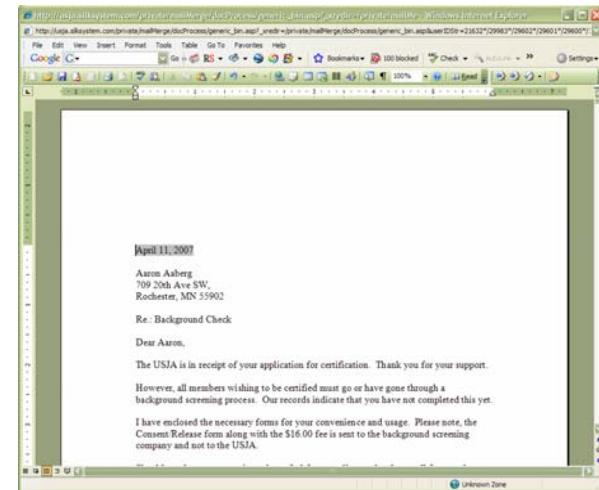 File Edit View Insert Format Tools Table Go To Favorites Help
Google G Go RS Bookmarks 100 blocked Check Settings
100% Read
April 11, 2007
Aaron Aaberg
709 20th Ave SW,
Rochester, MN 55902
Re.: Background Check
Dear Aaron,
The USJA is in receipt of your application for certification. Thank you for your support.
However, all members wishing to be certified must go or have gone through a
background screening process. Our records indicate that you have not completed this yet.
I have enclosed the necessary forms for your convenience and usage. Please note, the
Consent/Release form along with the $16.00 fee is sent to the background screening
company and not to the USJA.
Unknown Zone